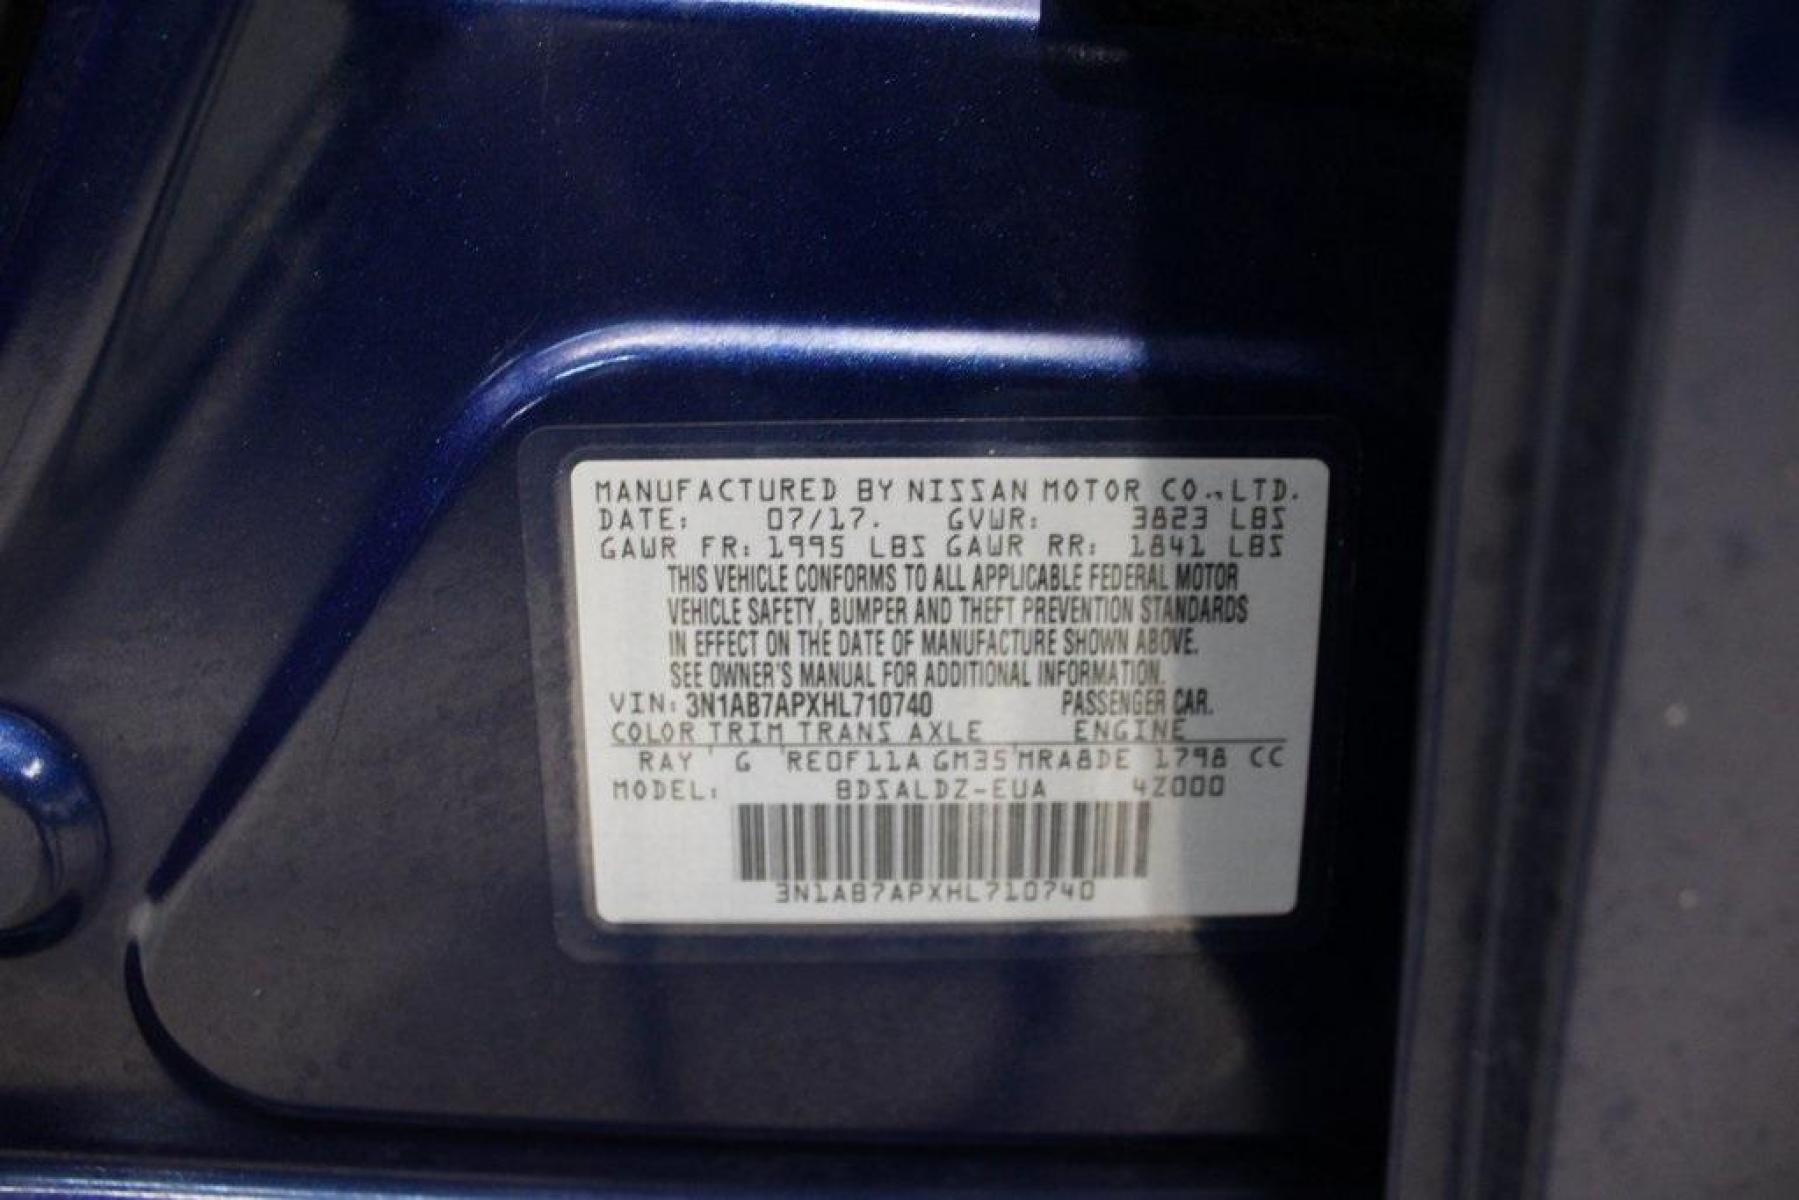 MANUFACTURED BY NISSAN MOTOR CO., LTD.
DATE: 07/17. GVWR: 3823 LBS
GAWR FR: 1995 LBS GAWR RR: 1841 LBS
THIS VEHICLE CONFORMS TO ALL APPLICABLE FEDERAL MOTOR
VEHICLE SAFETY, BUMPER AND THEFT PREVENTION STANDARDS
IN EFFECT ON THE DATE OF MANUFACTURE SHOWN ABOVE.
SEE OWNER'S MANUAL FOR ADDITIONAL INFORMATION.
VIN: 3N1AB7APXHL710740 PASSENGER CAR.
COLOR TRIM TRANS AXLE ENGINE
RAY ' G 'RE0F11A GM35'MRA8DE 1798 CC
MODEL: BDSALDZ-EUA 4Z000
3N1AB7APXHL710740